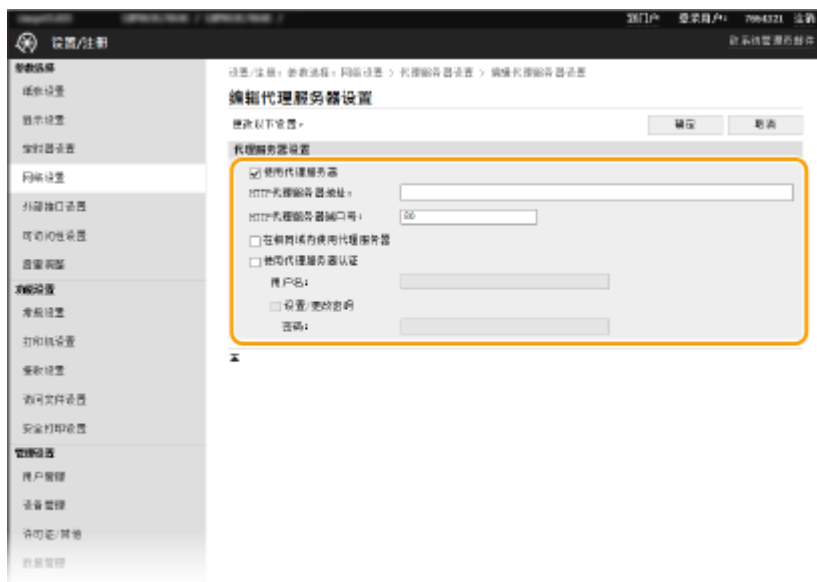 到门户 登录用户: 7654321 注销
设置/注册
致系统管理员邮件
参数选择
纸张设置
显示设置
定时器设置
网络设置
外部接口设置
可访问性设置
音量调整
功能设置
常规设置
打印机设置
接收设置
访问文件设置
安全打印设置
管理设置
用户管理
设备管理
许可证/其他
数据管理
设置/注册: 参数选择: 网络设置 > 代理服务器设置 > 编辑代理服务器设置
编辑代理服务器设置
更改以下设置。
确定 取消
代理服务器设置
使用代理服务器
HTTP代理服务器地址:
HTTP代理服务器端口号: 80
在相同域内使用代理服务器
使用代理服务器认证
用户名:
设置/更改密码
密码: